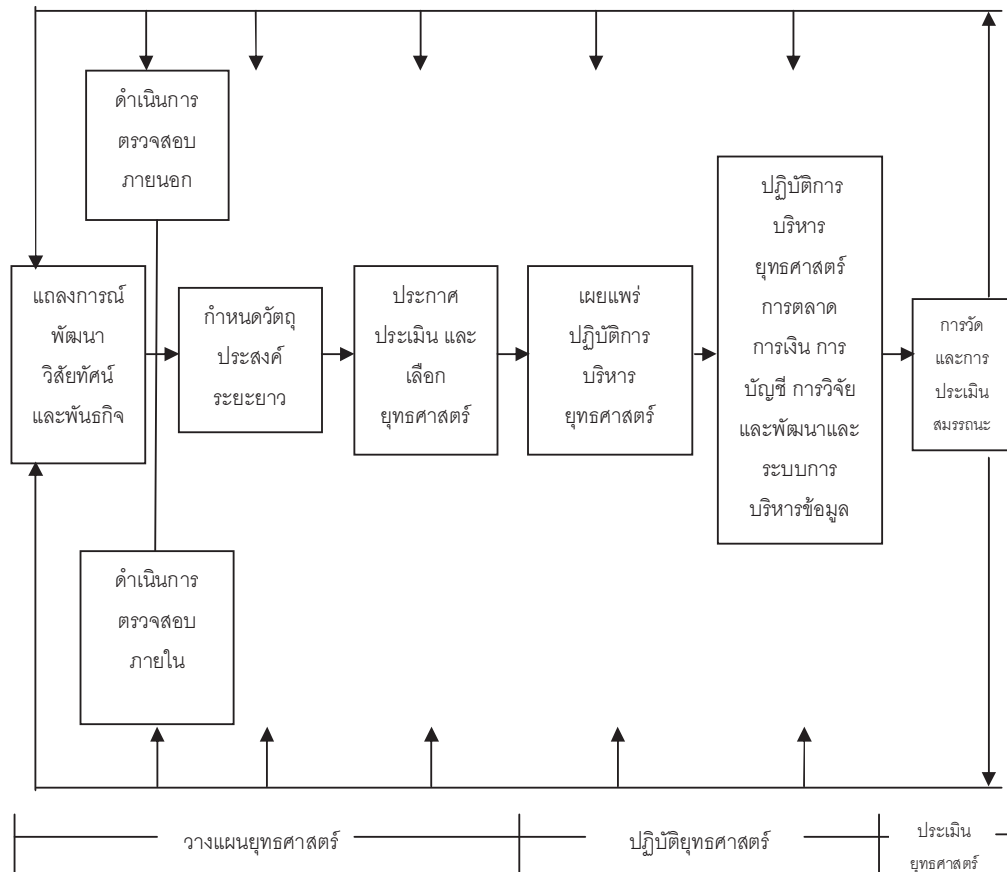 ดำเนินการ
ตรวจสอบ
ภายนอก
แถลงการณ์
พัฒนา
วิสัยทัศน์
และพันธกิจ
กำหนดวัตถุ
ประสงค์
ระยะยาว
ประกาศ
ประเมิน และ
เลือก
ยุทธศาสตร์
เผยแพร่
ปฏิบัติการ
บริหาร
ยุทธศาสตร์
ปฏิบัติการ
บริหาร
ยุทธศาสตร์
การตลาด
การเงิน การ
บัญชี การวิจัย
และพัฒนาและ
ระบบการ
บริหารข้อมูล
การวัด
และการ
ประเมิน
สมรรถนะ
ดำเนินการ
ตรวจสอบ
ภายใน
วางแผนยุทธศาสตร์
ปฏิบัติยุทธศาสตร์
ประเมิน
ยุทธศาสตร์